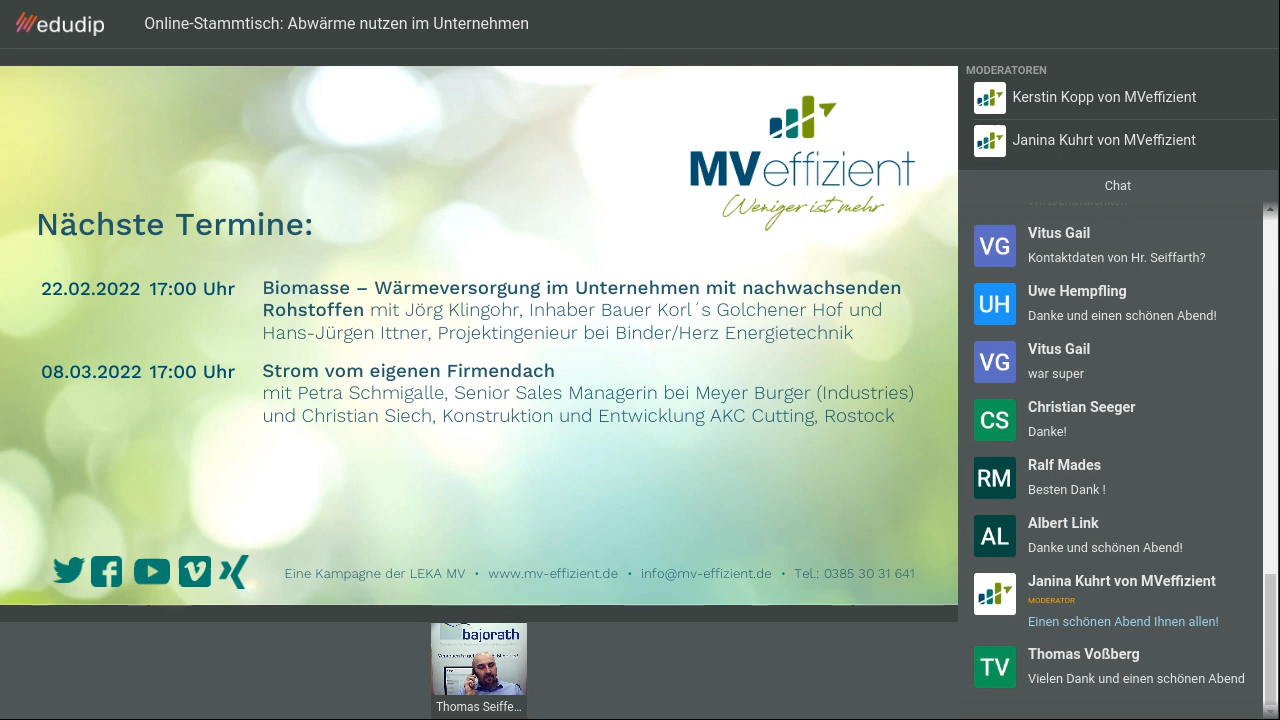 edudip
Online-Stammtisch: Abwärme nutzen im Unternehmen
MVeffizient
Weniger ist mehr
Nächste Termine:
22.02.2022 17:00 Uhr
Biomasse – Wärmeversorgung im Unternehmen mit nachwachsenden
Rohstoffen mit Jörg Klingohr, Inhaber Bauer Korl´s Golchener Hof und
Hans-Jürgen Ittner, Projektingenieur bei Binder/Herz Energietechnik
08.03.2022 17:00 Uhr
Strom vom eigenen Firmendach
mit Petra Schmigalle, Senior Sales Managerin bei Meyer Burger (Industries)
und Christian Siech, Konstruktion und Entwicklung AKC Cutting, Rostock
Eine Kampagne der LEKA MV • www.mv-effizient.de • info@mv-effizient.de • Tel.: 0385 30 31 641
bajorath
Thomas Seiffe...
MODERATOREN
Kerstin Kopp von MVeffizient
Janina Kuhrt von MVeffizient
Chat
VG
Vitus Gail
Kontaktdaten von Hr. Seiffarth?
UH
Uwe Hempfling
Danke und einen schönen Abend!
VG
Vitus Gail
war super
CS
Christian Seeger
Danke!
RM
Ralf Mades
Besten Dank !
AL
Albert Link
Danke und schönen Abend!
Janina Kuhrt von MVeffizient
MODERATOR
Einen schönen Abend Ihnen allen!
TV
Thomas Voßberg
Vielen Dank und einen schönen Abend